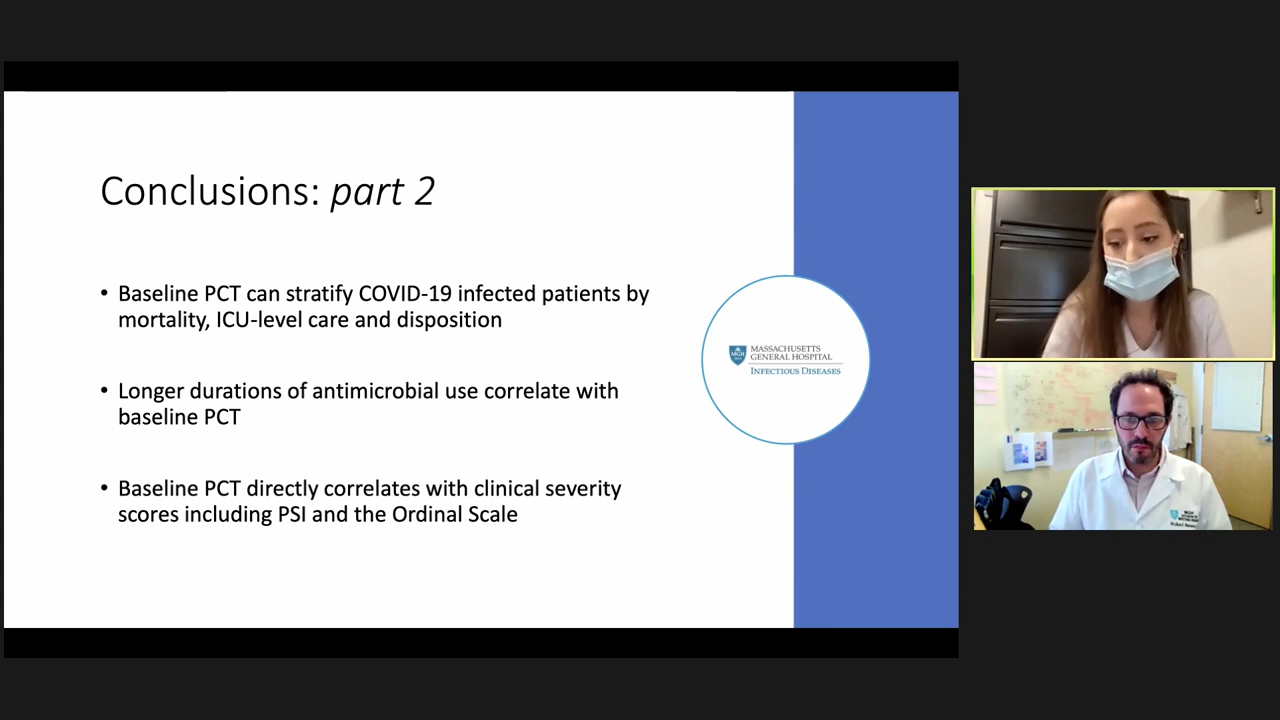 Conclusions: part 2
• Baseline PCT can stratify COVID-19 infected patients by
mortality, ICU-level care and disposition
• Longer durations of antimicrobial use correlate with
baseline PCT
• Baseline PCT directly correlates with clinical severity
scores including PSI and the Ordinal Scale
MGH
MASSACHUSETTS
GENERAL HOSPITAL
INFECTIOUS DISEASES